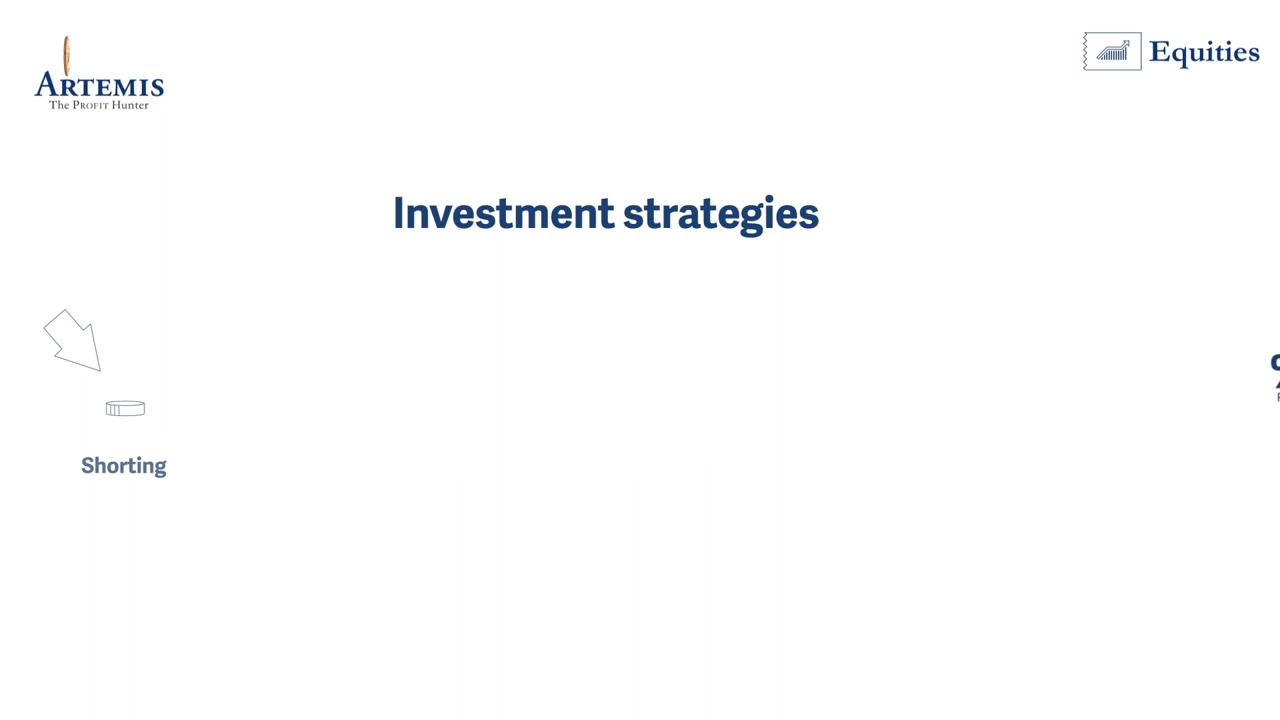 ARTEMIS
The PROFIT Hunter
Equities
Investment strategies
Shorting